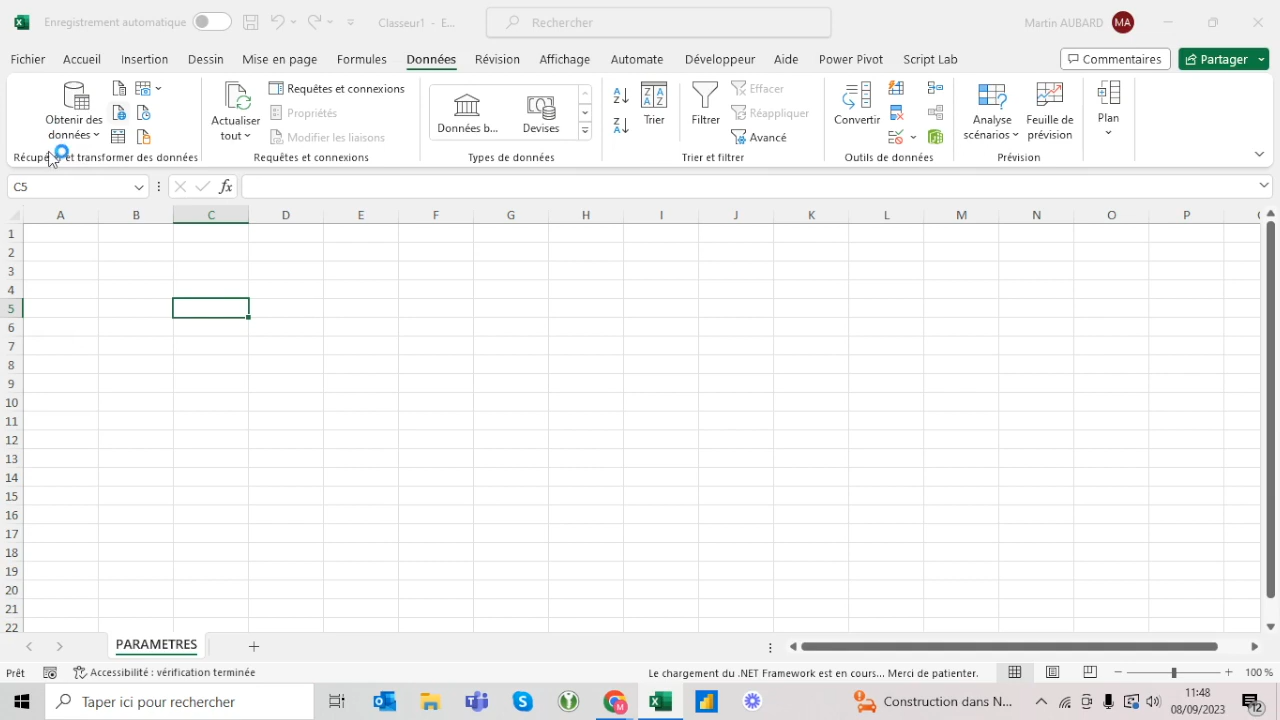 Enregistrement automatique
Classeur1 - E...
Rechercher
Martin AUBARD
MA
Fichier Accueil Insertion Dessin Mise en page Formules Données Révision Affichage Automate Développeur Aide Power Pivot Script Lab
Commentaires
Partager
Obtenir des
données
Récupé et transformer des données
Actualiser
tout
Requêtes et connexions
Propriétés
Modifier les liaisons
Requêtes et connexions
Données b...
Devises
Types de données
Trier
Filtrer
Effacer
Réappliquer
Avancé
Trier et filtrer
Convertir
Outils de données
Analyse
scénarios
Feuille de
prévision
Prévision
Plan
C5
fx
A B C D E F G H I J K L M N O P
1
2
3
4
5
6
7
8
9
10
11
12
13
14
15
16
17
18
19
20
21
22
PARAMETRES
Prêt
Accessibilité : vérification terminée
Le chargement du .NET Framework est en cours... Merci de patienter.
100 %
Taper ici pour rechercher
Construction dans N...
11:48
08/09/2023
12